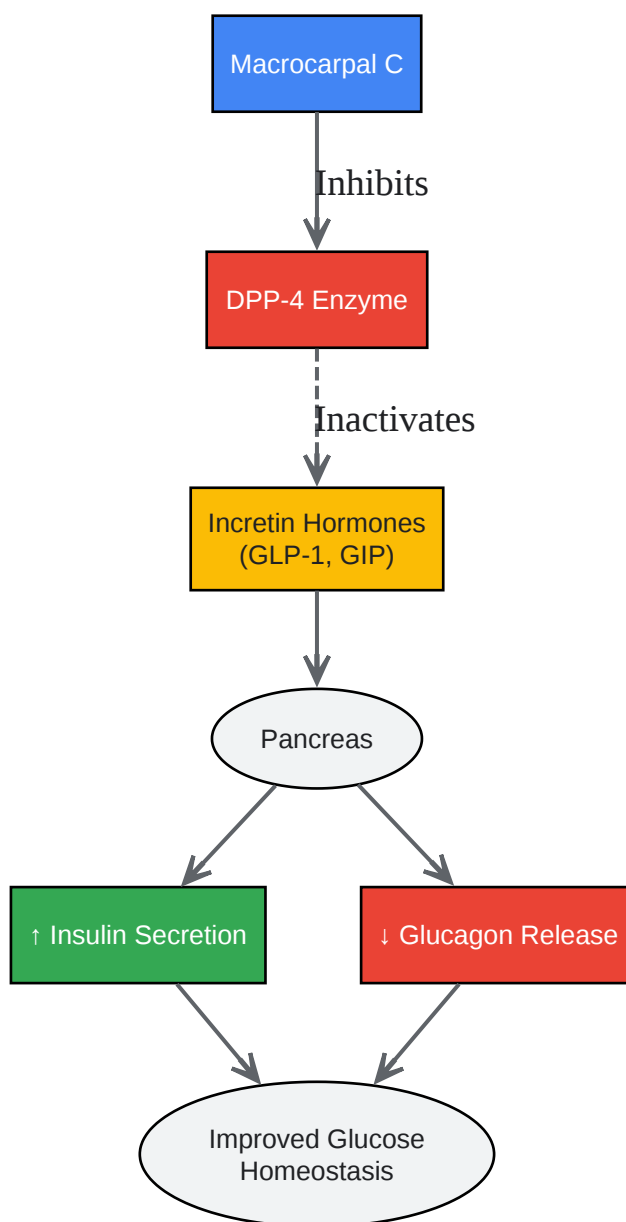 Macrocarpal C
Inhibits
DPP-4 Enzyme
Inactivates
Incretin Hormones
(GLP-1, GIP)
Pancreas
↑ Insulin Secretion
↓ Glucagon Release
Improved Glucose
Homeostasis